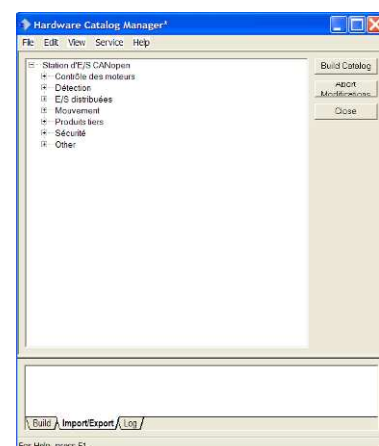 Hardware Catalog Manager*
File Edit View Service Help
Station d'E/S CANopen
Contrôle des moteurs
Détection
E/S distribuées
Mouvement
Produits tiers
Sécurité
Other
Build Catalog
Abort
Modifications
Close
Build Import/Export Log
For Help, press F1